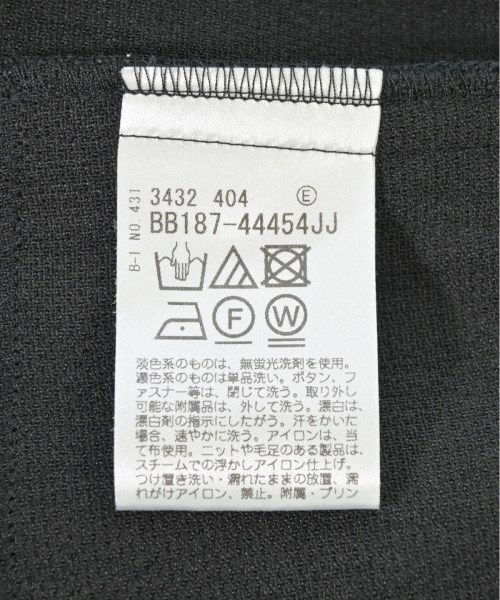 B-I NO.431
3432 404 Ⓔ
BB187-44454JJ
F
W
淡色系のものは、無蛍光洗剤を使用。
濃色系のものは単品洗い。ボタン、フ
ァスナー等は、閉じて洗う。取り外し
可能な附属品は、外して洗う。漂白は、
漂白剤の指示にしたがう。汗をかいた
場合、速やかに洗う。アイロンは、当
て布使用。ニットや毛足のある製品は、
スチームでの浮かしアイロン仕上げ。
つけ置き洗い・濡れたままの放置、濡
れがけアイロン、禁止。附属・プリン